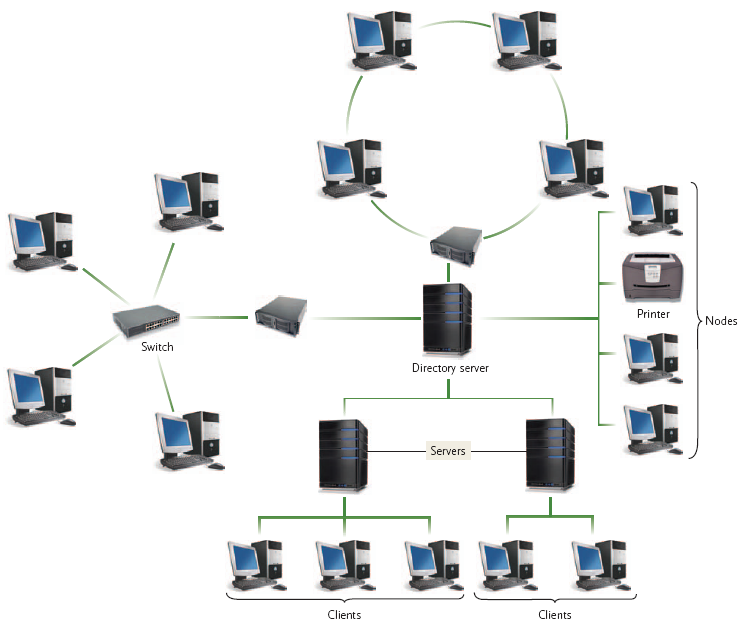 Printer
Nodes
Switch
Directory server
Servers
Clients
Clients